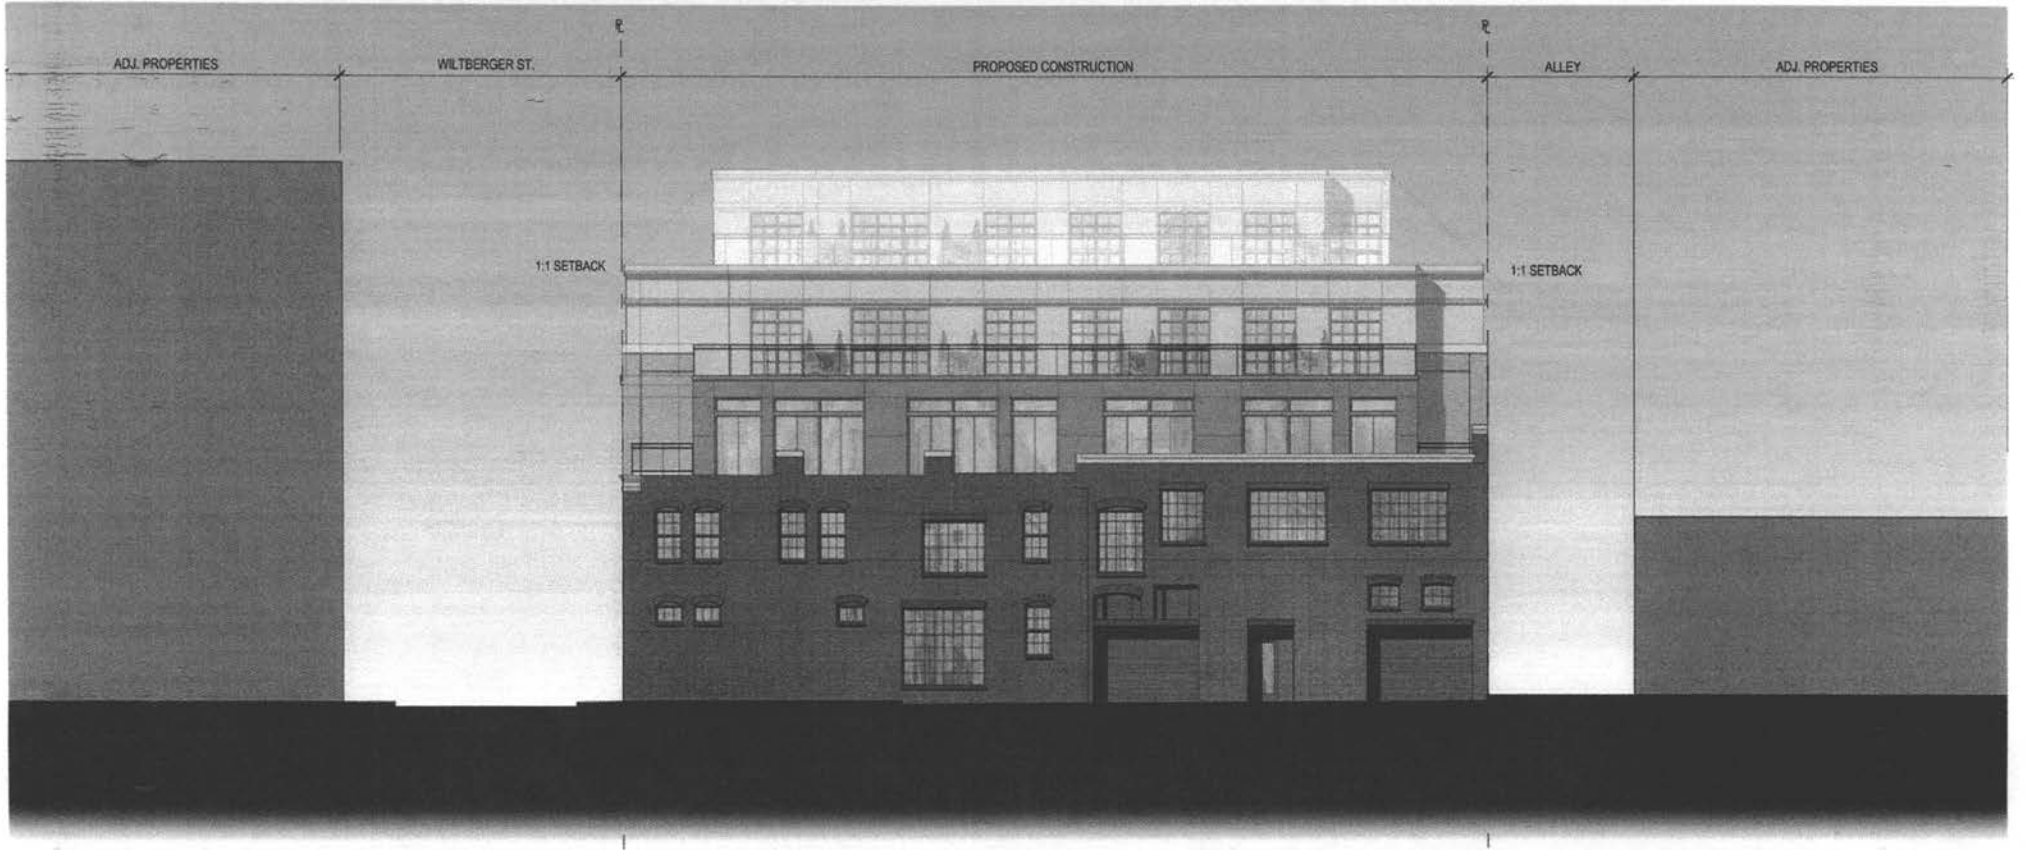 ℄ ℄
ADJ. PROPERTIES WILTBERGER ST. PROPOSED CONSTRUCTION ALLEY ADJ. PROPERTIES
1:1 SETBACK 1:1 SETBACK